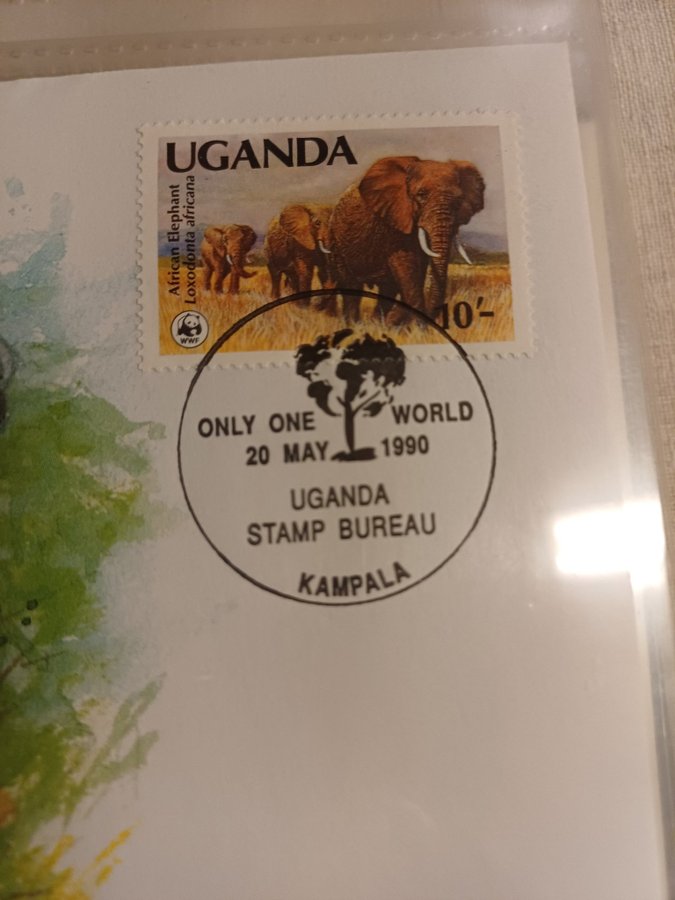 UGANDA
African Elephant
Loxodonta africana
WWF
10'-
ONLY ONE WORLD
20 MAY 1990
UGANDA
STAMP BUREAU
KAMPALA